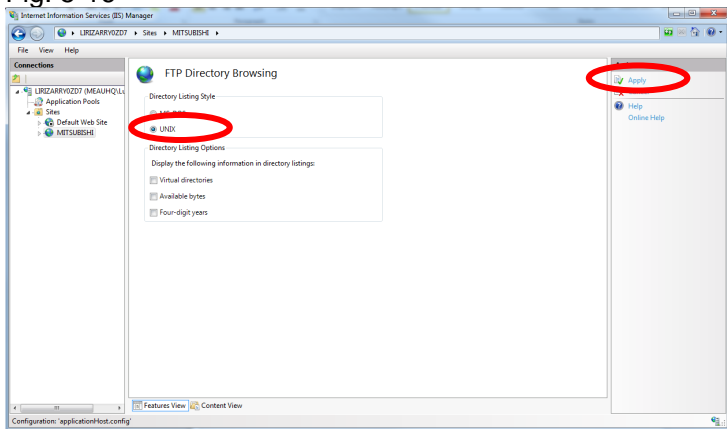 Internet Information Services (IIS) Manager
LIRIZARRY0ZD7 ▸ Sites ▸ MITSUBISHI ▸
File View Help
Connections
LIRIZARRY0ZD7 (MEAUHQ\Lu
Application Pools
Sites
Default Web Site
MITSUBISHI
FTP Directory Browsing
Directory Listing Style
UNIX
Directory Listing Options
Display the following information in directory listings:
Virtual directories
Available bytes
Four-digit years
Features View Content View
Apply
Help
Online Help
Configuration: 'applicationHost.config'